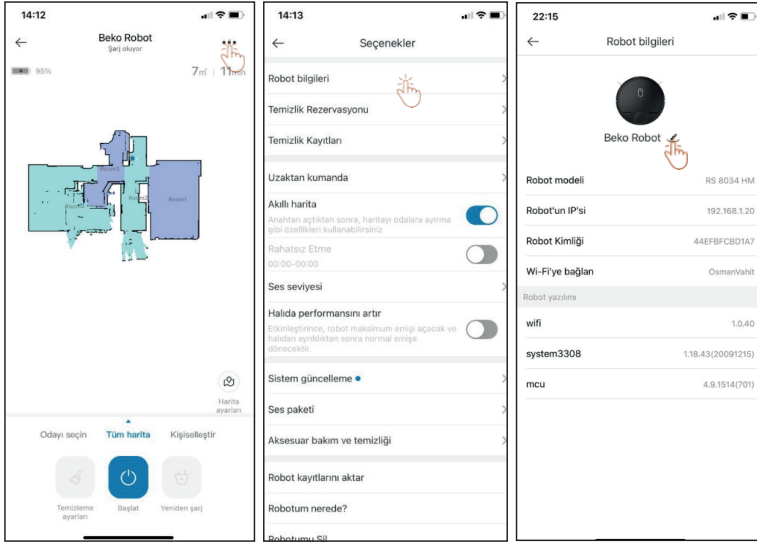 14:12
Beko Robot
Şarj oluyor
95%
7㎡ | 11min
Room3
Room2
Room1
Harita
ayarları
Odayı seçin Tüm harita Kişiselleştir
Temizleme
ayarları
Başlat
Yeniden şarj
14:13
Seçenekler
Robot bilgileri
Temizlik Rezervasyonu
Temizlik Kayıtları
Uzaktan kumanda
Akıllı harita
Anahtarı açtıktan sonra, haritayı odalara ayırma
gibi özellikleri kullanabilirsiniz
Rahatsız Etme
00:00-00:00
Ses seviyesi
Halıda performansını artır
Etkinleştirince, robot maksimum emişi açacak ve
halıdan ayrıldıktan sonra normal emişe
dönecektir.
Sistem güncelleme
Ses paketi
Aksesuar bakım ve temizliği
Robot kayıtlarını aktar
Robotum nerede?
Robotumu Sil
22:15
Robot bilgileri
Beko Robot
Robot modeli RS 8034 HM
Robot'un IP'si 192.168.1.20
Robot Kimliği 44EFBFCBD1A7
Wi-Fi'ye bağlan OsmanVahit
Robot yazılımı
wifi 1.0.40
system3308 1.18.43(20091215)
mcu 4.9.1514(701)